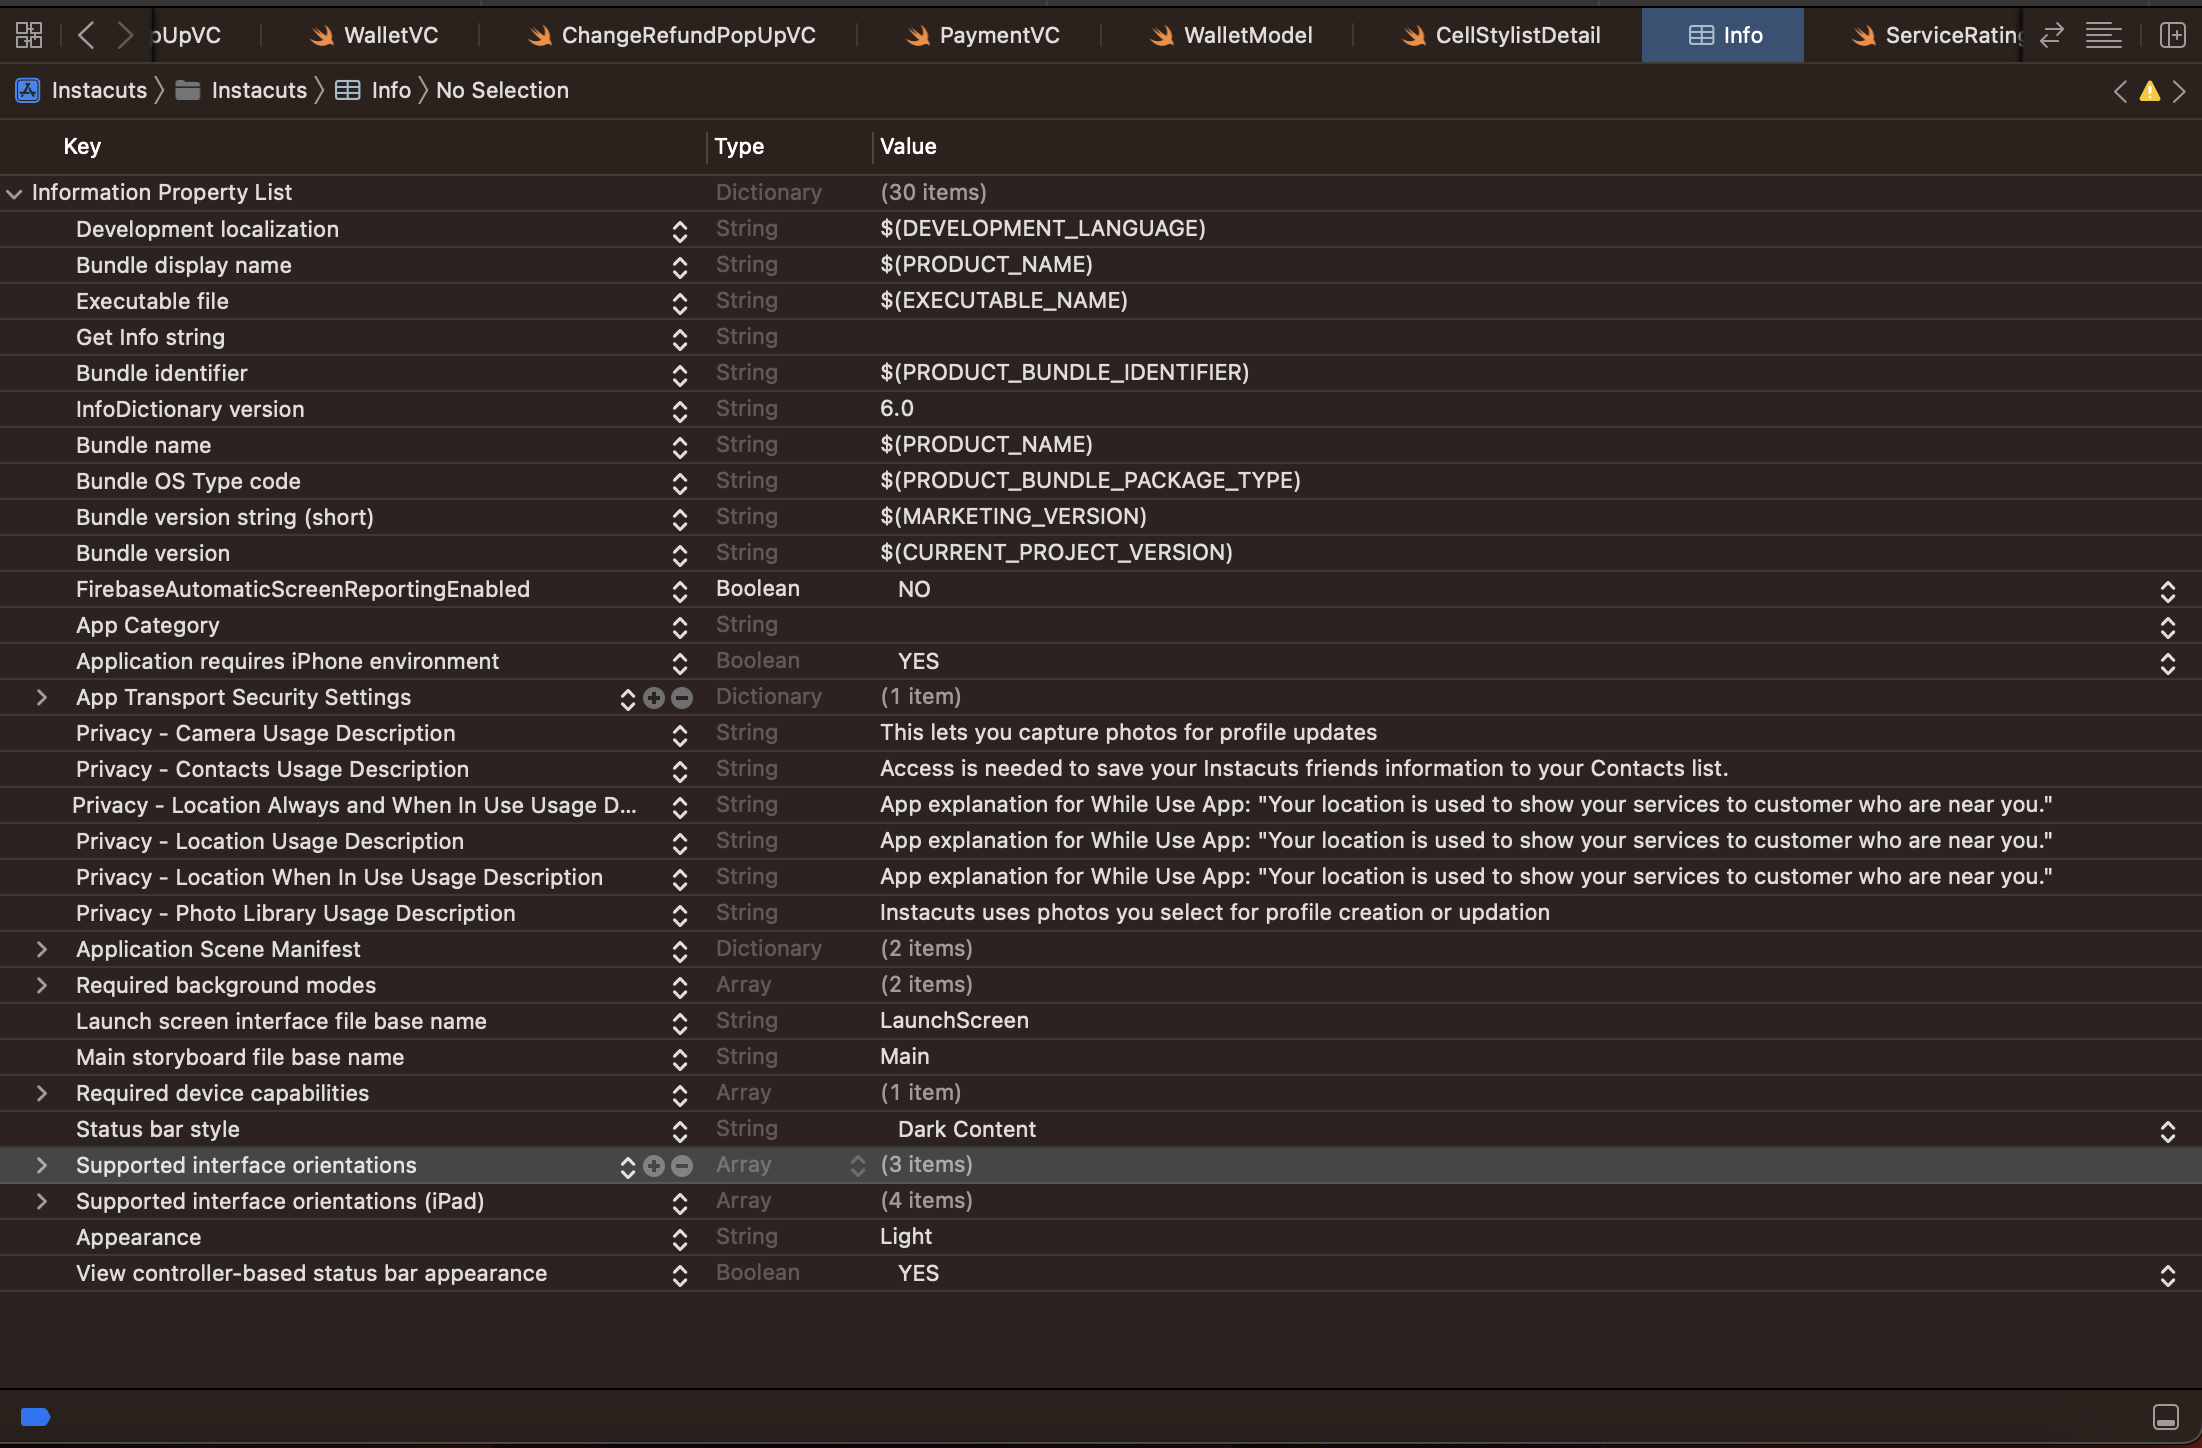 pUpVC WalletVC ChangeRefundPopUpVC PaymentVC WalletModel CellStylistDetail Info ServiceRating
Instacuts Instacuts Info No Selection
Key Type Value
Information Property List Dictionary (30 items)
Development localization String $(DEVELOPMENT_LANGUAGE)
Bundle display name String $(PRODUCT_NAME)
Executable file String $(EXECUTABLE_NAME)
Get Info string String
Bundle identifier String $(PRODUCT_BUNDLE_IDENTIFIER)
InfoDictionary version String 6.0
Bundle name String $(PRODUCT_NAME)
Bundle OS Type code String $(PRODUCT_BUNDLE_PACKAGE_TYPE)
Bundle version string (short) String $(MARKETING_VERSION)
Bundle version String $(CURRENT_PROJECT_VERSION)
FirebaseAutomaticScreenReportingEnabled Boolean NO
App Category String
Application requires iPhone environment Boolean YES
App Transport Security Settings Dictionary (1 item)
Privacy - Camera Usage Description String This lets you capture photos for profile updates
Privacy - Contacts Usage Description String Access is needed to save your Instacuts friends information to your Contacts list.
Privacy - Location Always and When In Use Usage D... String App explanation for While Use App: "Your location is used to show your services to customer who are near you."
Privacy - Location Usage Description String App explanation for While Use App: "Your location is used to show your services to customer who are near you."
Privacy - Location When In Use Usage Description String App explanation for While Use App: "Your location is used to show your services to customer who are near you."
Privacy - Photo Library Usage Description String Instacuts uses photos you select for profile creation or updation
Application Scene Manifest Dictionary (2 items)
Required background modes Array (2 items)
Launch screen interface file base name String LaunchScreen
Main storyboard file base name String Main
Required device capabilities Array (1 item)
Status bar style String Dark Content
Supported interface orientations Array (3 items)
Supported interface orientations (iPad) Array (4 items)
Appearance String Light
View controller-based status bar appearance Boolean YES